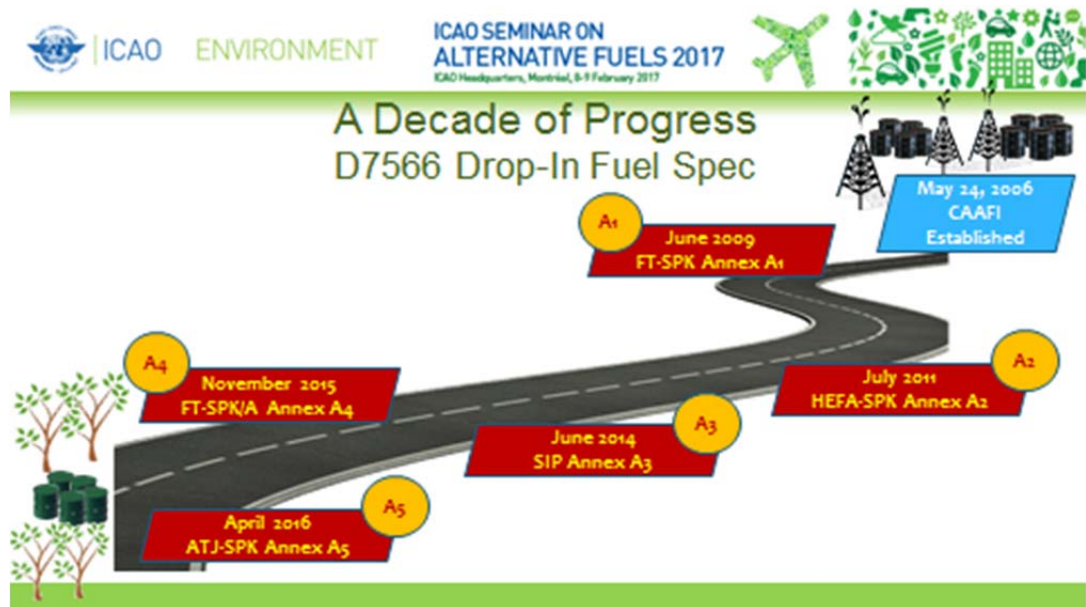 ICAO ENVIRONMENT
ICAO SEMINAR ON
ALTERNATIVE FUELS 2017
ICAO Headquarters, Montréal, 8-9 February 2017
A Decade of Progress
D7566 Drop-In Fuel Spec
May 24, 2006
CAAFI
Established
A1
June 2009
FT-SPK Annex A1
A2
July 2011
HEFA-SPK Annex A2
A3
June 2014
SIP Annex A3
A4
November 2015
FT-SPK/A Annex A4
A5
April 2016
ATJ-SPK Annex A5